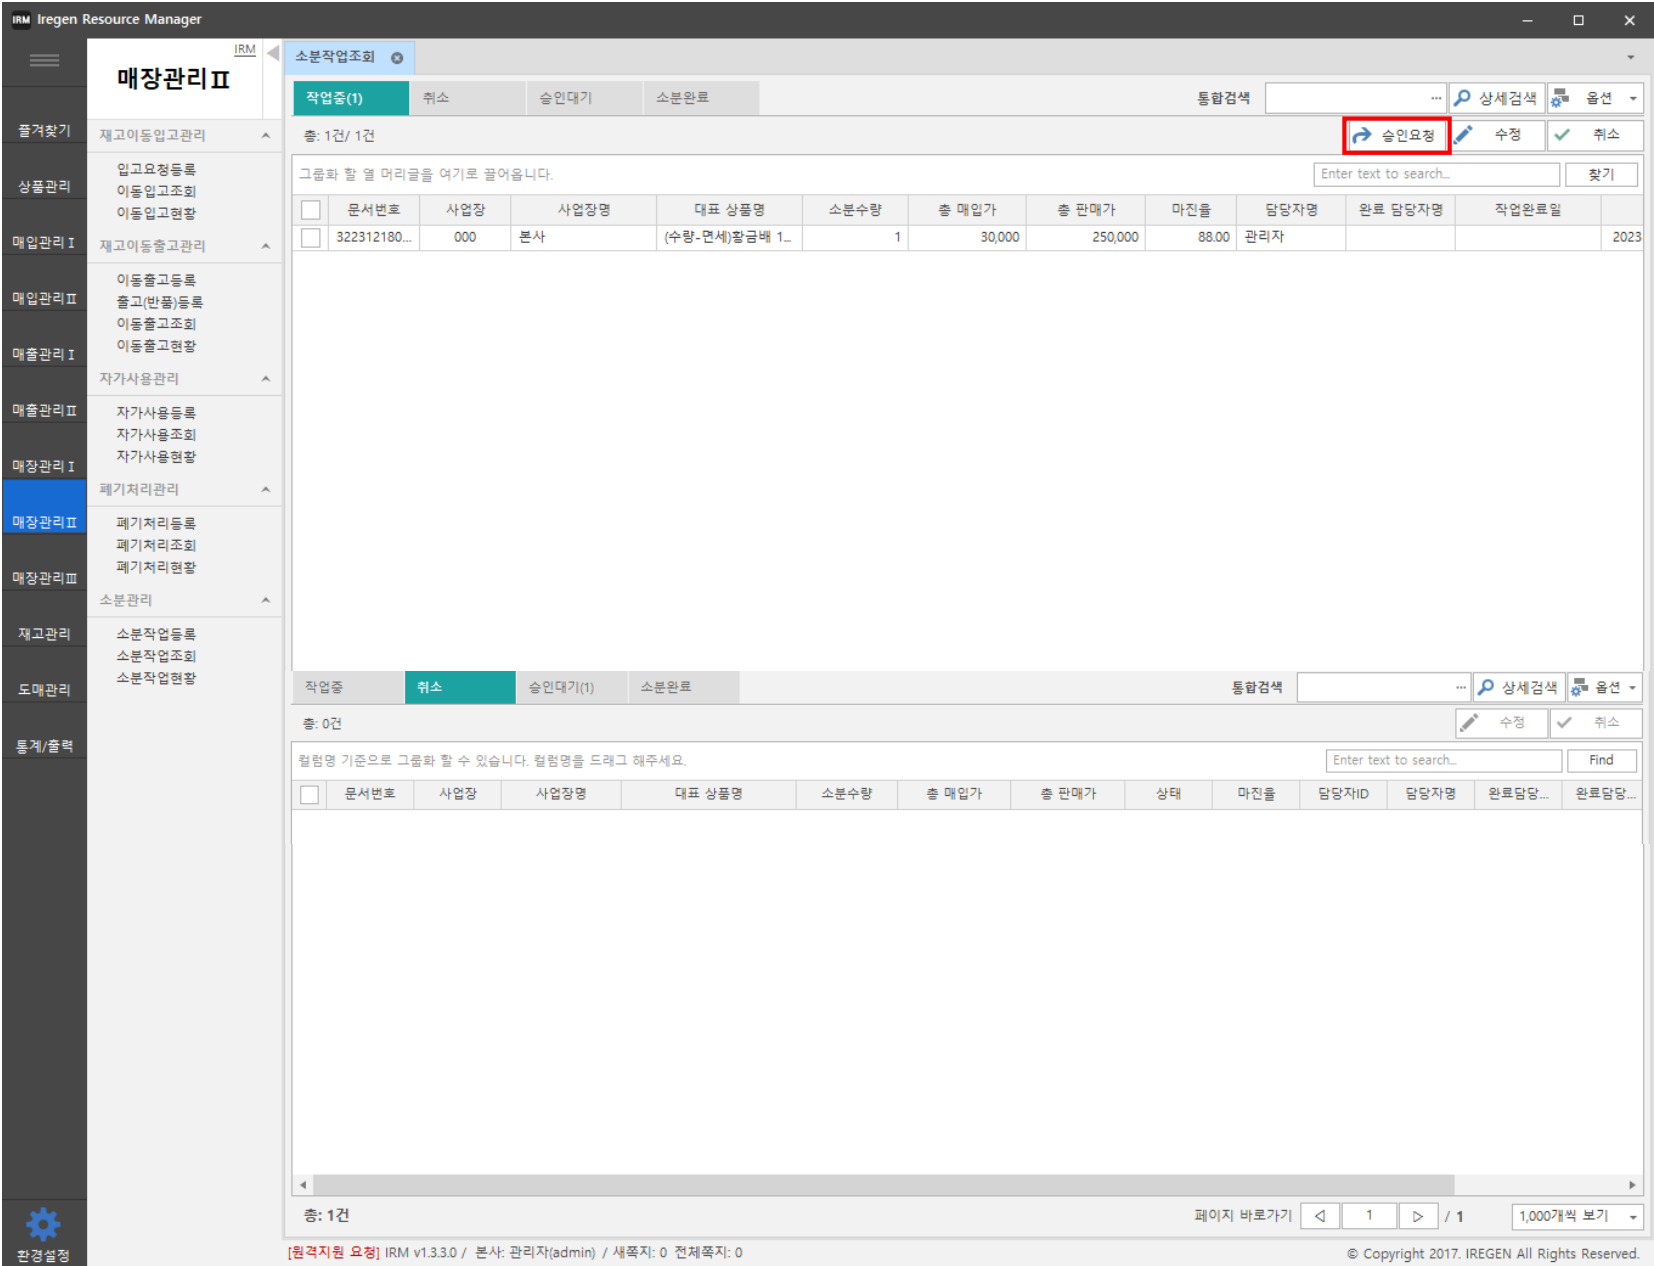 IRM Iregen Resource Manager
IRM
매장관리Ⅱ
즐겨찾기
상품관리
매입관리Ⅰ
매입관리Ⅱ
매출관리Ⅰ
매출관리Ⅱ
매장관리Ⅰ
매장관리Ⅱ
매장관리Ⅲ
재고관리
도매관리
통계/출력
환경설정
재고이동입고관리
입고요청등록
이동입고조회
이동입고현황
재고이동출고관리
이동출고등록
출고(반품)등록
이동출고조회
이동출고현황
자가사용관리
자가사용등록
자가사용조회
자가사용현황
폐기처리관리
폐기처리등록
폐기처리조회
폐기처리현황
소분관리
소분작업등록
소분작업조회
소분작업현황
소분작업조회
작업중(1) 취소 승인대기 소분완료 통합검색 ... 상세검색 옵션
총: 1건/ 1건 승인요청 수정 취소
그룹화 할 열 머리글을 여기로 끌어옵니다. Enter text to search... 찾기
문서번호 사업장 사업장명 대표 상품명 소분수량 총 매입가 총 판매가 마진율 담당자명 완료 담당자명 작업완료일
322312180... 000 본사 (수량-면세)황금배 1... 1 30,000 250,000 88.00 관리자 2023
작업중 취소 승인대기(1) 소분완료 통합검색 ... 상세검색 옵션
총: 0건 수정 취소
컬럼명 기준으로 그룹화 할 수 있습니다. 컬럼명을 드래그 해주세요. Enter text to search... Find
문서번호 사업장 사업장명 대표 상품명 소분수량 총 매입가 총 판매가 상태 마진율 담당자ID 담당자명 완료담당... 완료담당...
총: 1건 페이지 바로가기 1 / 1 1,000개씩 보기
[원격지원 요청] IRM v1.3.3.0 / 본사: 관리자(admin) / 새쪽지: 0 전체쪽지: 0 © Copyright 2017. IREGEN All Rights Reserved.